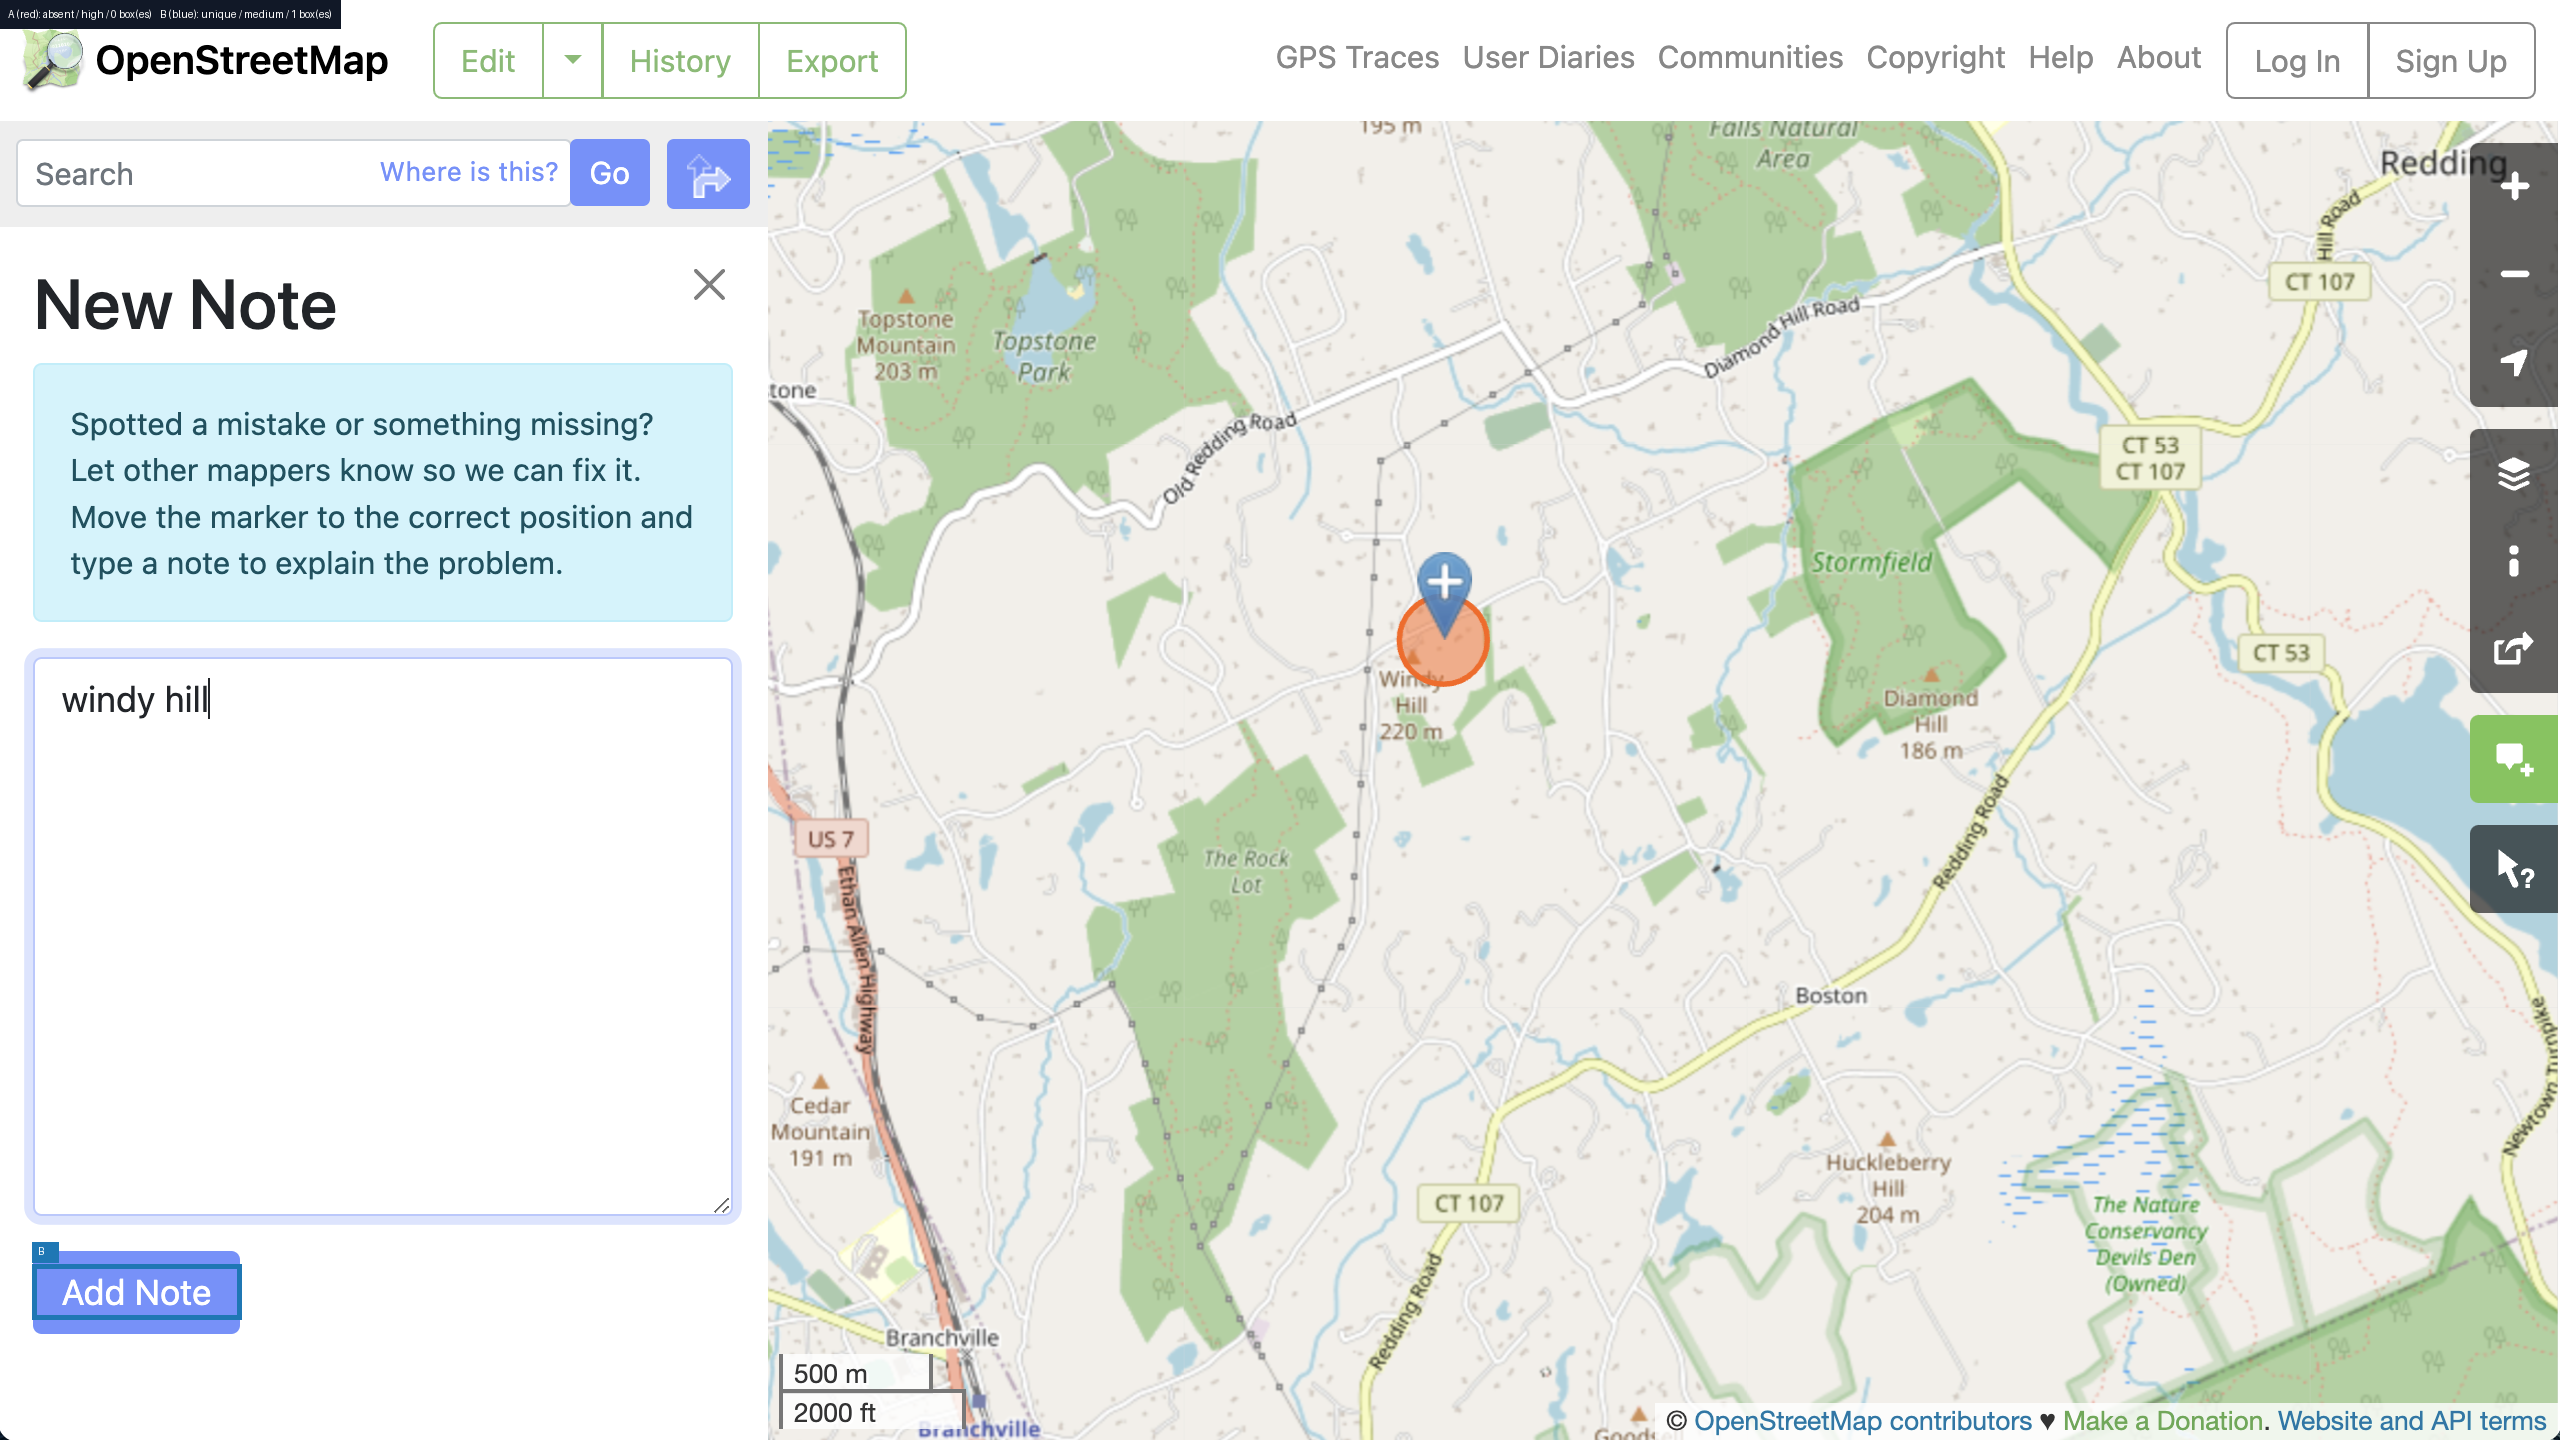 A (red): absent / high / 0 box(es)   B (blue): unique / medium / 1 box(es)
OpenStreetMap
Edit
History
Export
GPS Traces
User Diaries
Communities
Copyright
Help
About
Log In
Sign Up
Search
Where is this?
Go
New Note
Spotted a mistake or something missing?
Let other mappers know so we can fix it.
Move the marker to the correct position and
type a note to explain the problem.
windy hill
B
Add Note
195 m
Falls Natural
Area
Redding
Hill Road
CT 107
Topstone
Mountain
203 m
Topstone
Park
tone
Diamond Hill Road
Old Redding Road
CT 53
CT 107
Stormfield
CT 53
Windy
Hill
220 m
Diamond
Hill
186 m
US 7
Ethan Allen Highway
The Rock
Lot
Redding Road
Boston
Cedar
Mountain
191 m
Huckleberry
Hill
204 m
Newtown Turnpike
CT 107
The Nature
Conservancy
Devils Den
(Owned)
Redding Road
Branchville
500 m
2000 ft
Branchville
© OpenStreetMap contributors ♥ Make a Donation. Website and API terms